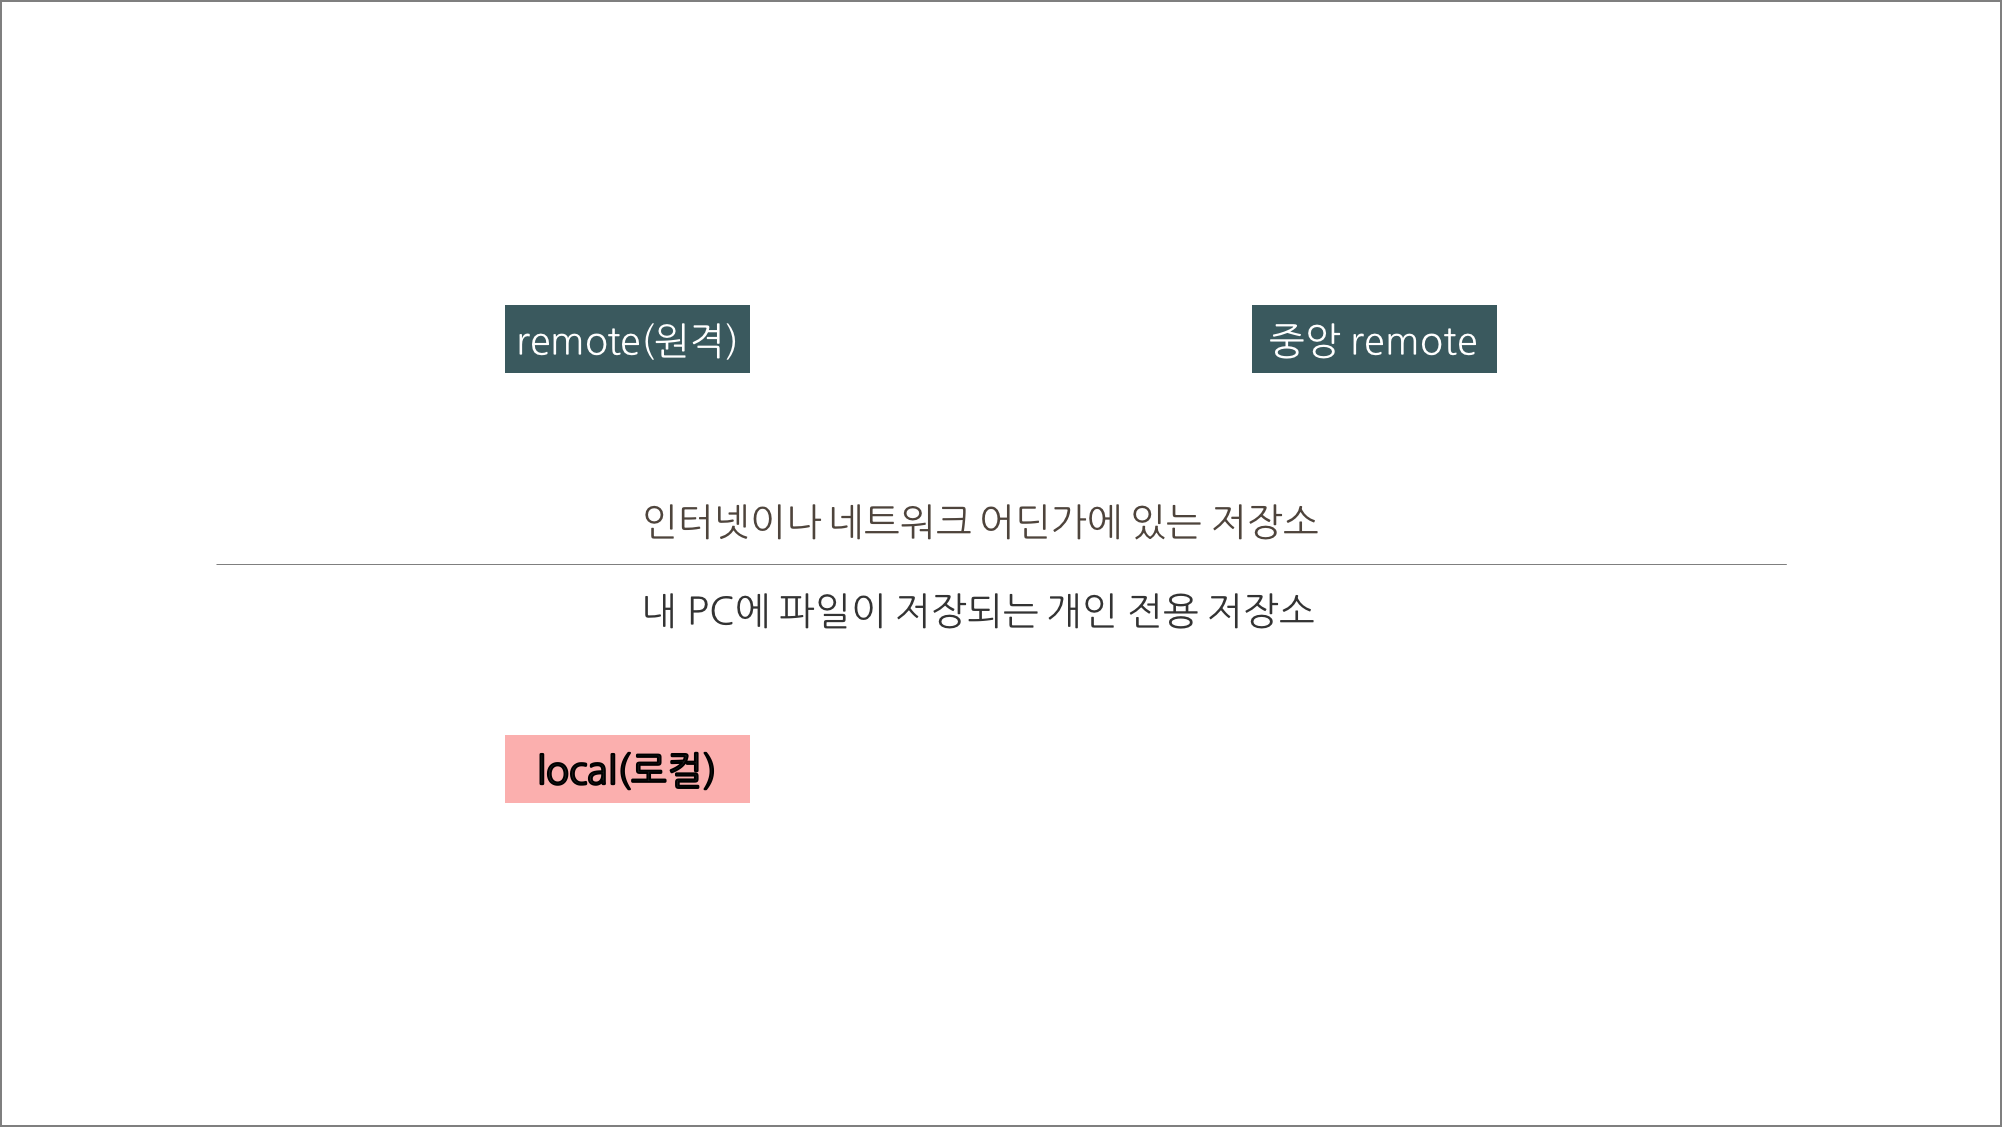 remote(원격)
중앙 remote
인터넷이나 네트워크 어딘가에 있는 저장소
내 PC에 파일이 저장되는 개인 전용 저장소
local(로컬)